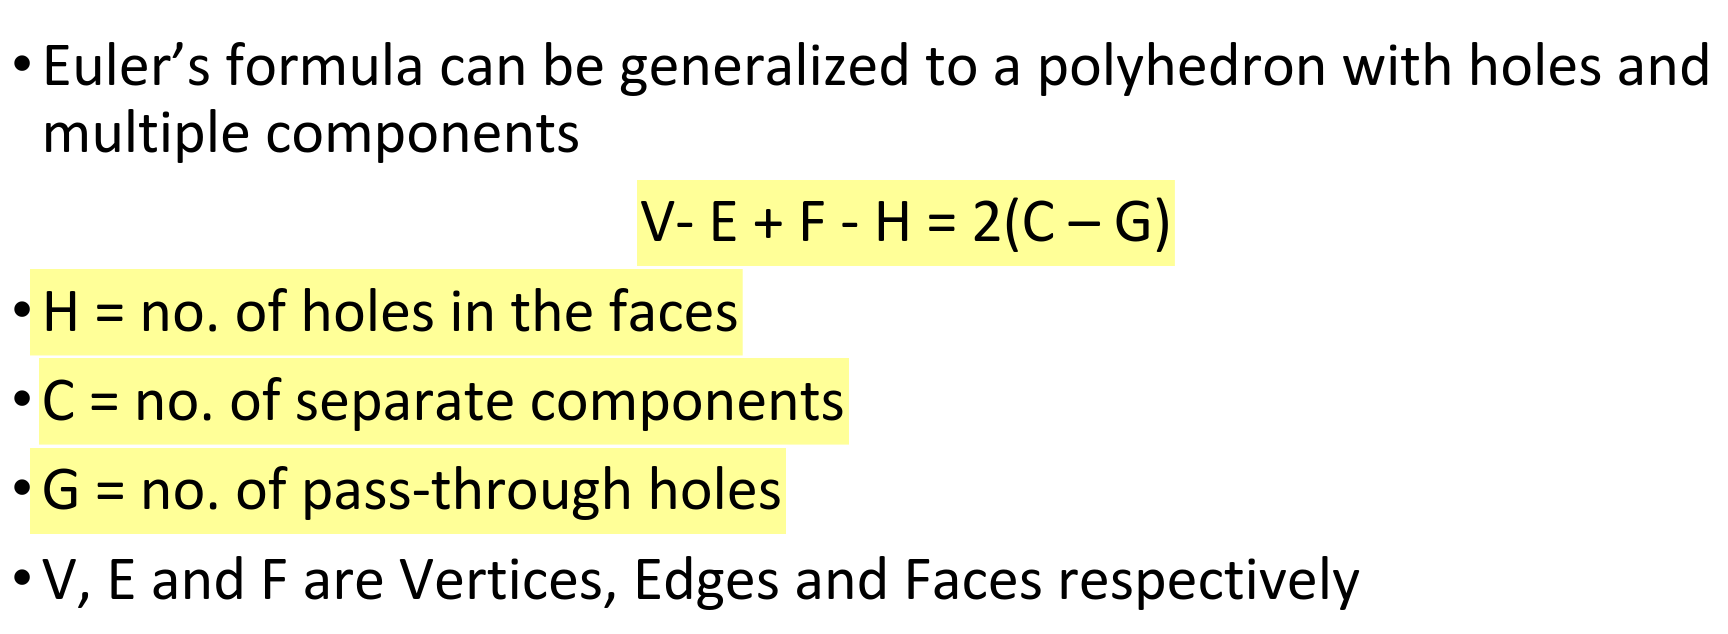 • Euler’s formula can be generalized to a polyhedron with holes and
multiple components
V- E + F - H = 2(C – G)
• H = no. of holes in the faces
• C = no. of separate components
• G = no. of pass-through holes
• V, E and F are Vertices, Edges and Faces respectively